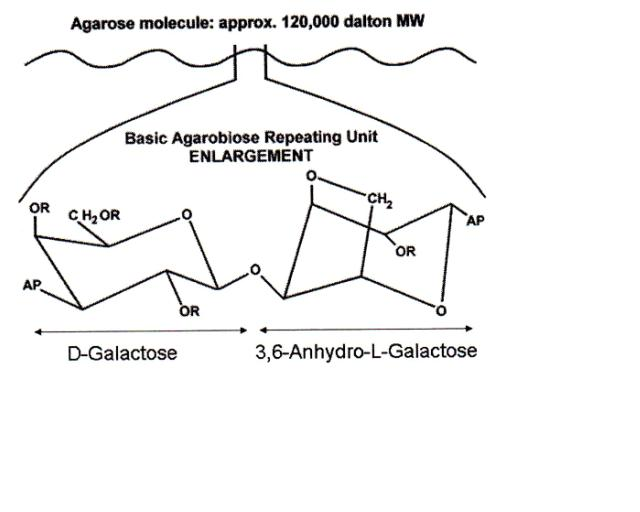 Agarose molecule: approx. 120,000 dalton MW
Basic Agarobiose Repeating Unit
ENLARGEMENT
O
CH2
OR
CH2OR
O
AP
OR
AP
O
OR
O
D-Galactose
3,6-Anhydro-L-Galactose